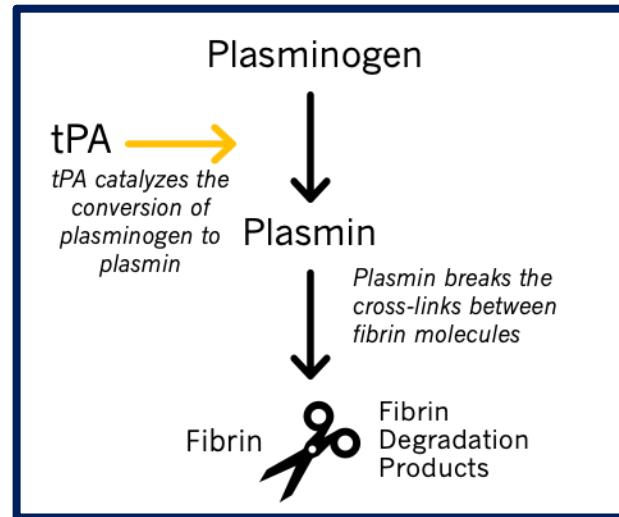 Plasminogen
tPA
tPA catalyzes the
conversion of
plasminogen to
plasmin
Plasmin
Plasmin breaks the
cross-links between
fibrin molecules
Fibrin
Fibrin
Degradation
Products